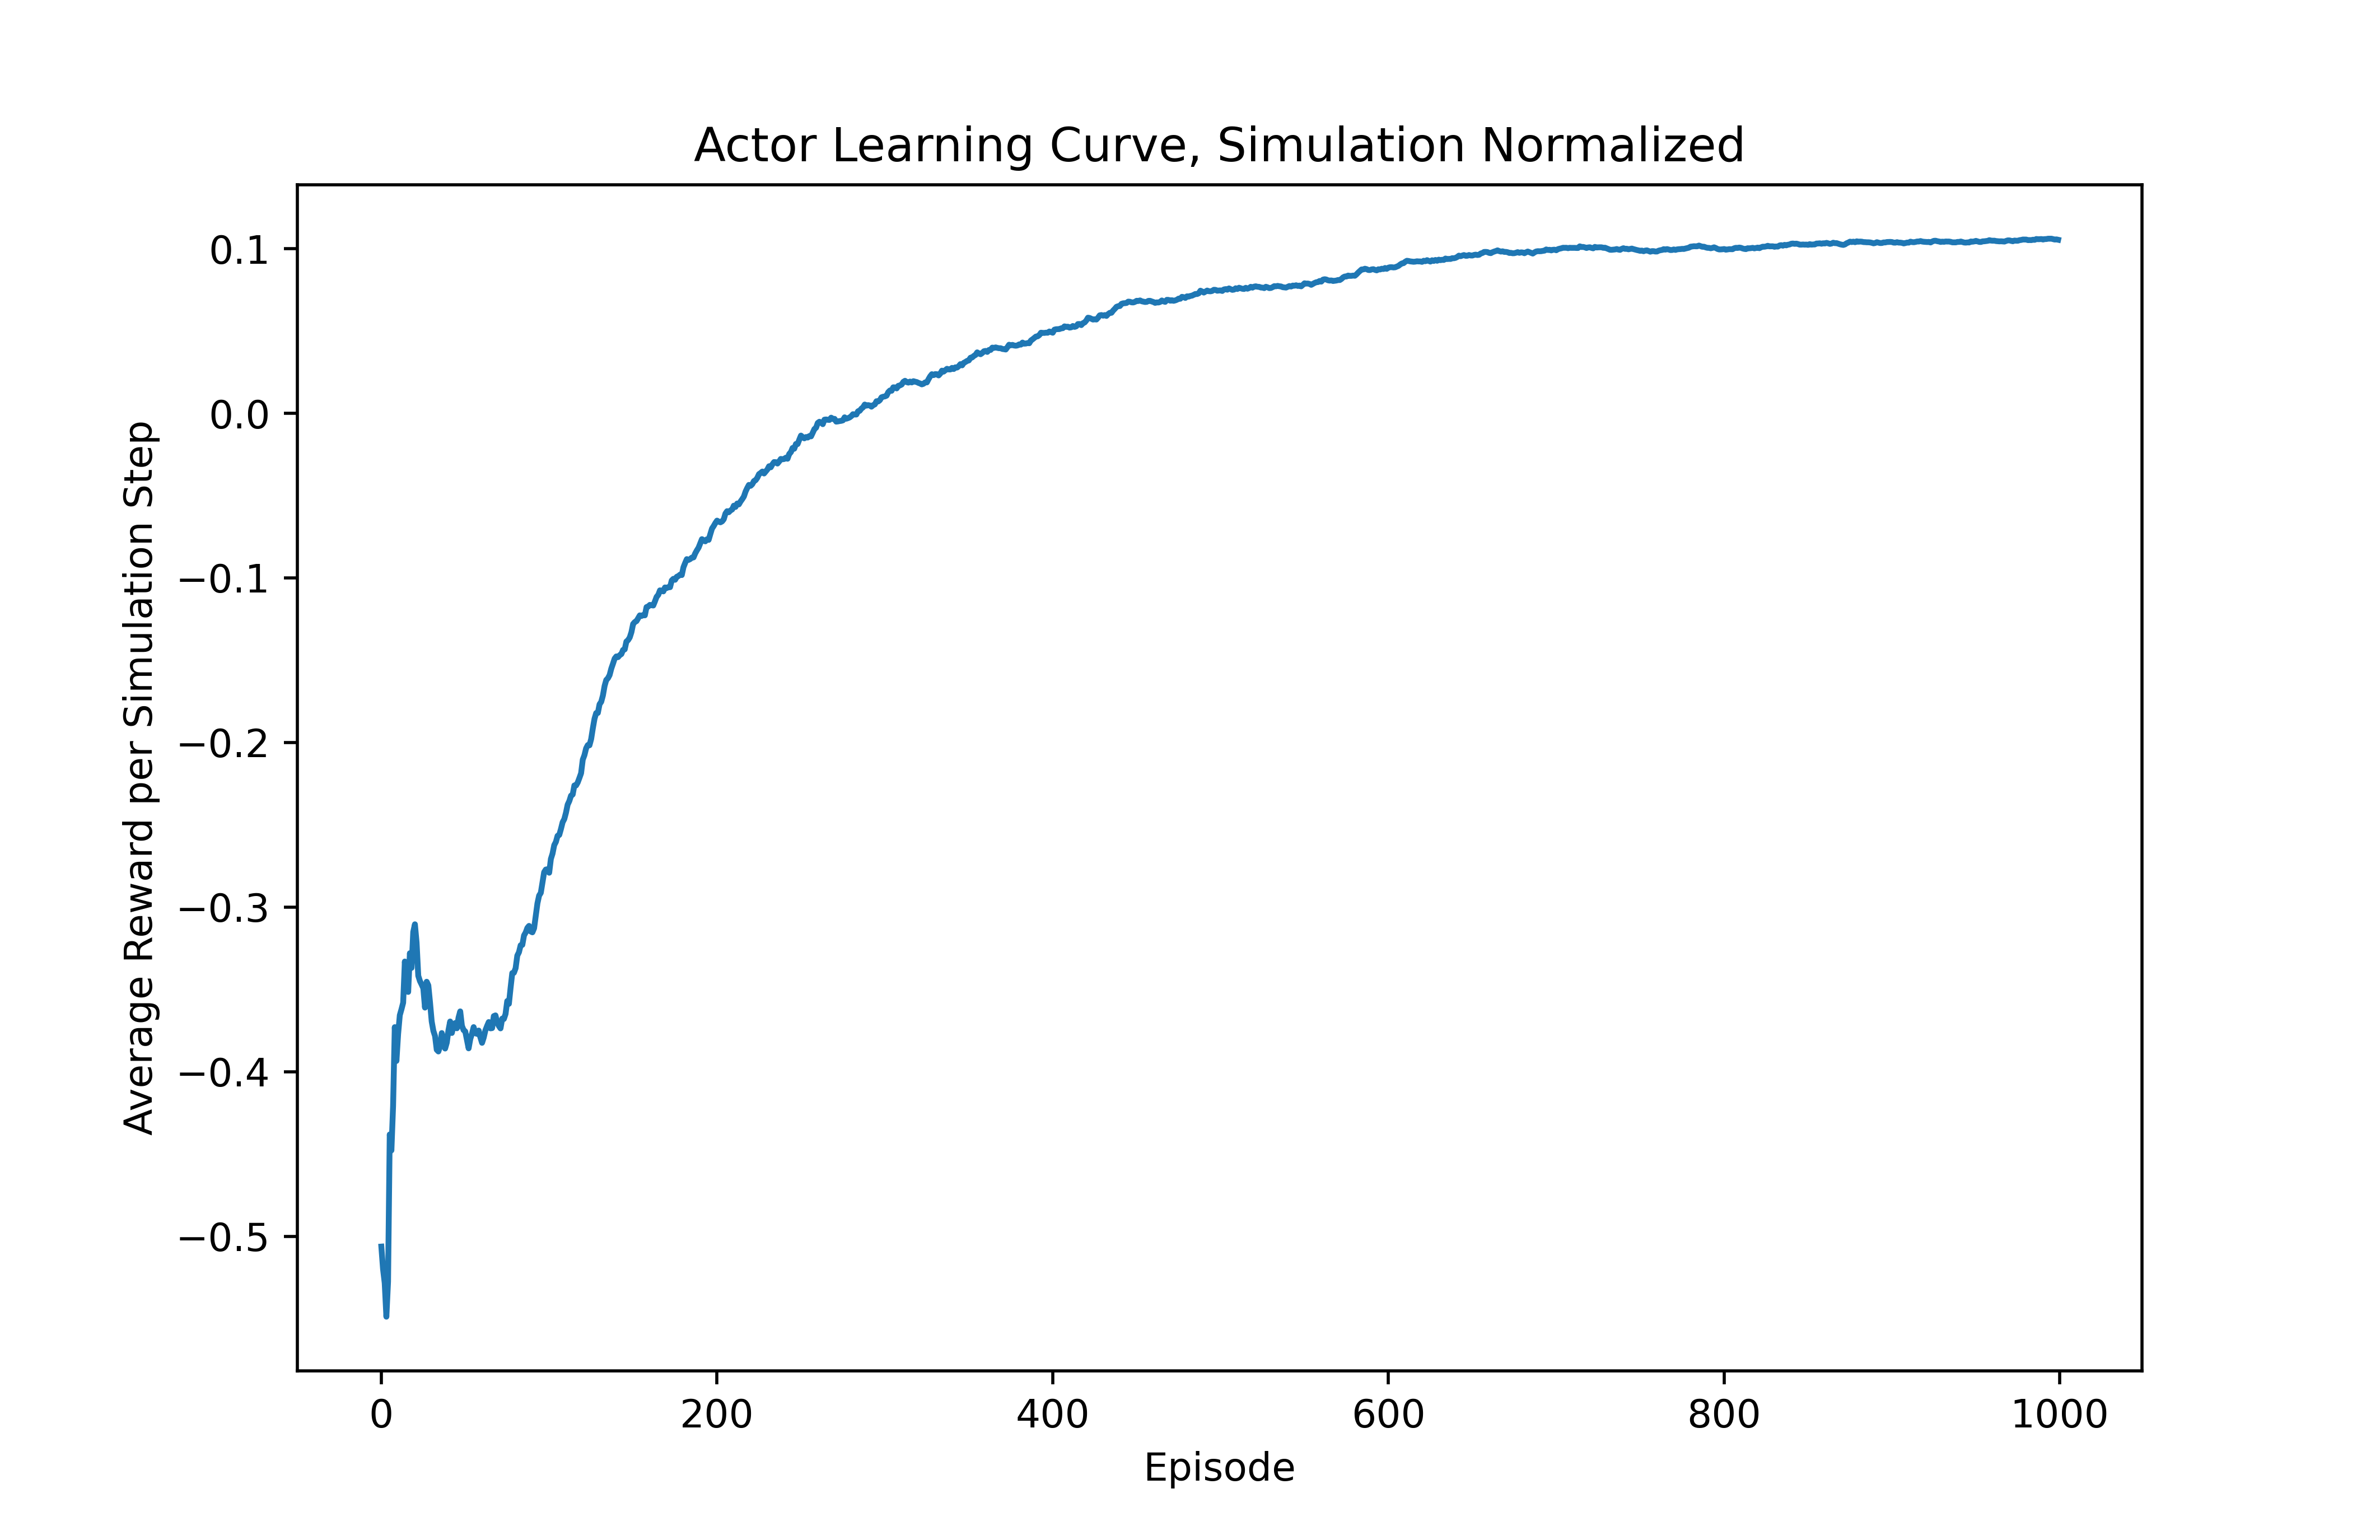 Actor Learning Curve, Simulation Normalized
Average Reward per Simulation Step
0.1
0.0
−0.1
−0.2
−0.3
−0.4
−0.5
0 200 400 600 800 1000
Episode